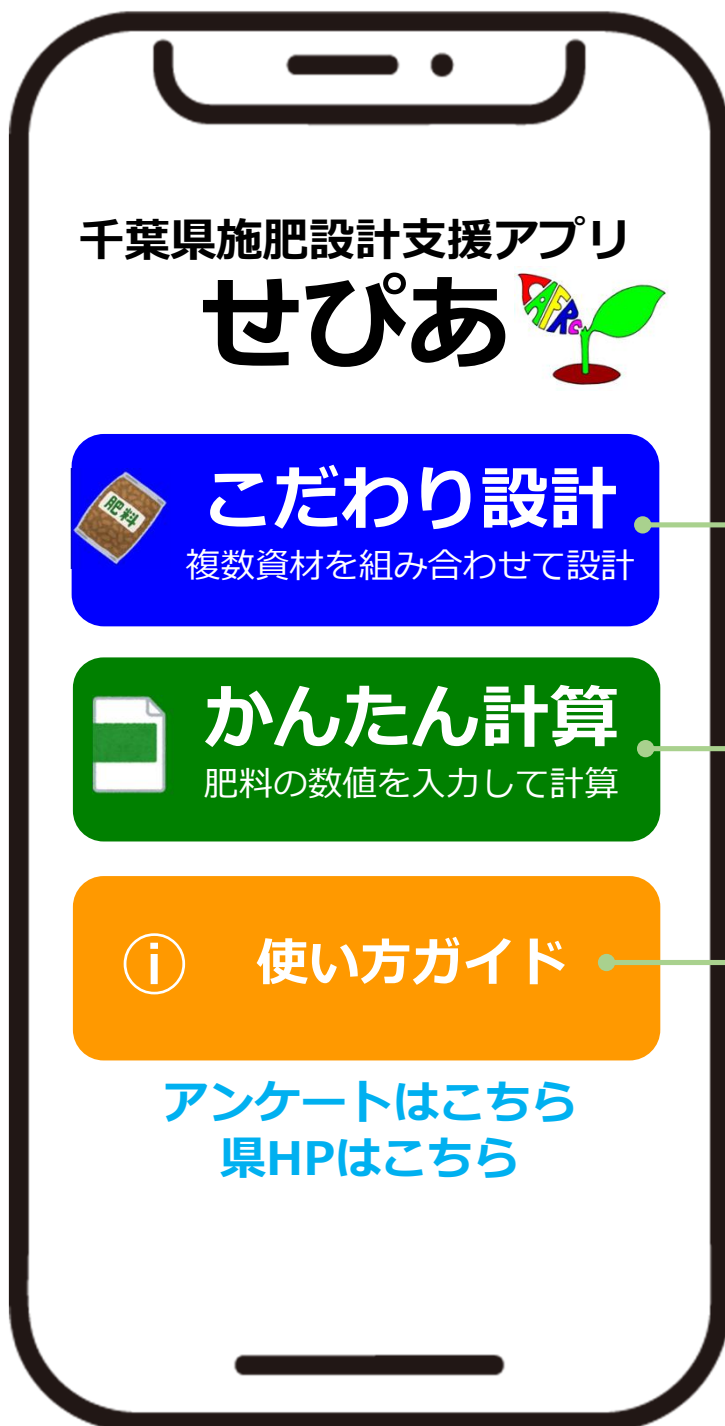 千葉県施肥設計支援アプリ
せぴあ
CAFRC
肥料
こだわり設計
複数資材を組み合わせて設計
かんたん計算
肥料の数値を入力して計算
i
使い方ガイド
アンケートはこちら
県HPはこちら